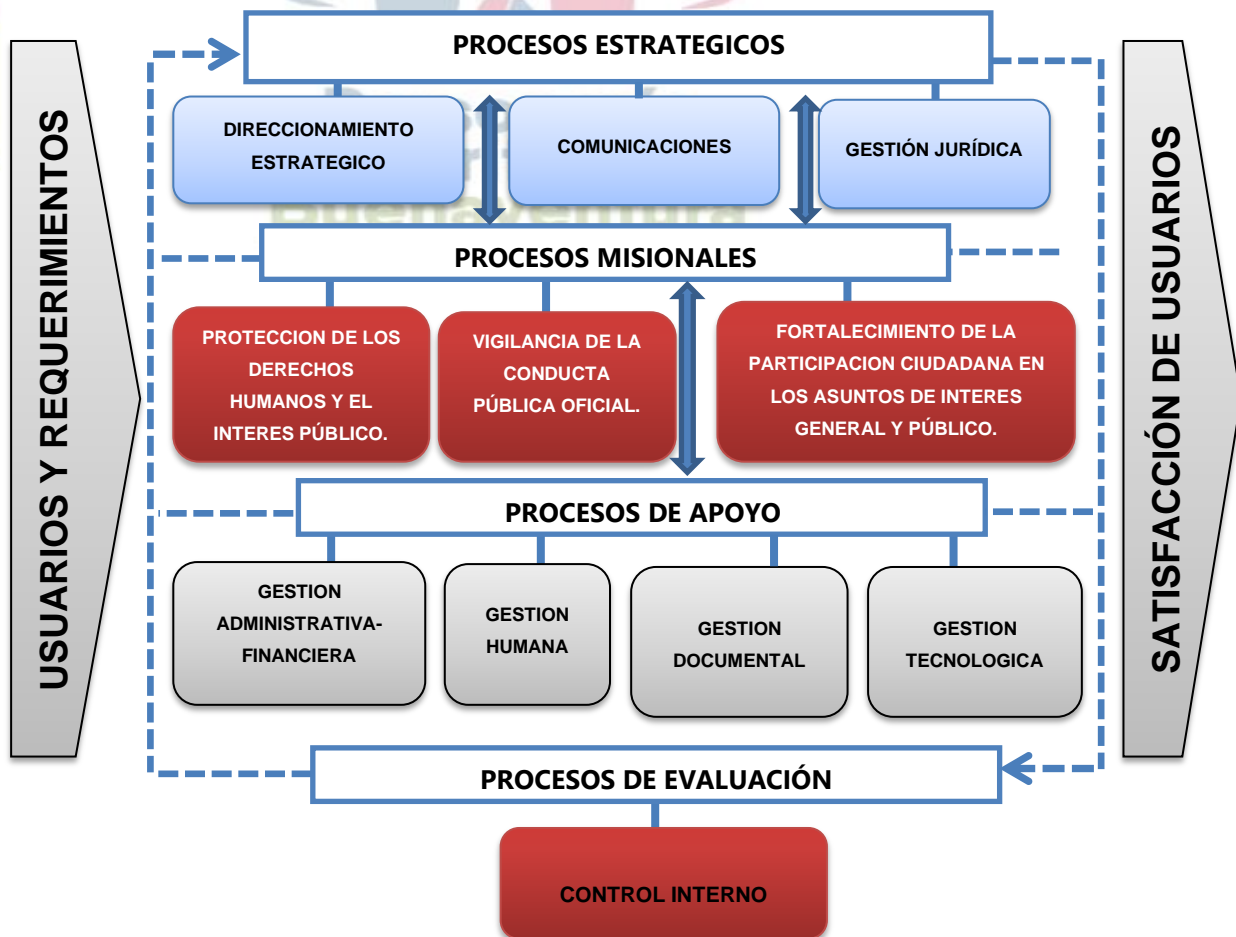 PROCESOS ESTRATEGICOS
DIRECCIONAMIENTO
ESTRATEGICO
COMUNICACIONES
GESTIÓN JURÍDICA
Buenaventura
PROCESOS MISIONALES
PROTECCION DE LOS
DERECHOS
HUMANOS Y EL
INTERES PÚBLICO.
VIGILANCIA DE LA
CONDUCTA
PÚBLICA OFICIAL.
FORTALECIMIENTO DE LA
PARTICIPACION CIUDADANA EN
LOS ASUNTOS DE INTERES
GENERAL Y PÚBLICO.
PROCESOS DE APOYO
GESTION
ADMINISTRATIVA-
FINANCIERA
GESTION
HUMANA
GESTION
DOCUMENTAL
GESTION
TECNOLOGICA
PROCESOS DE EVALUACIÓN
CONTROL INTERNO
USUARIOS Y REQUERIMIENTOS
SATISFACCIÓN DE USUARIOS